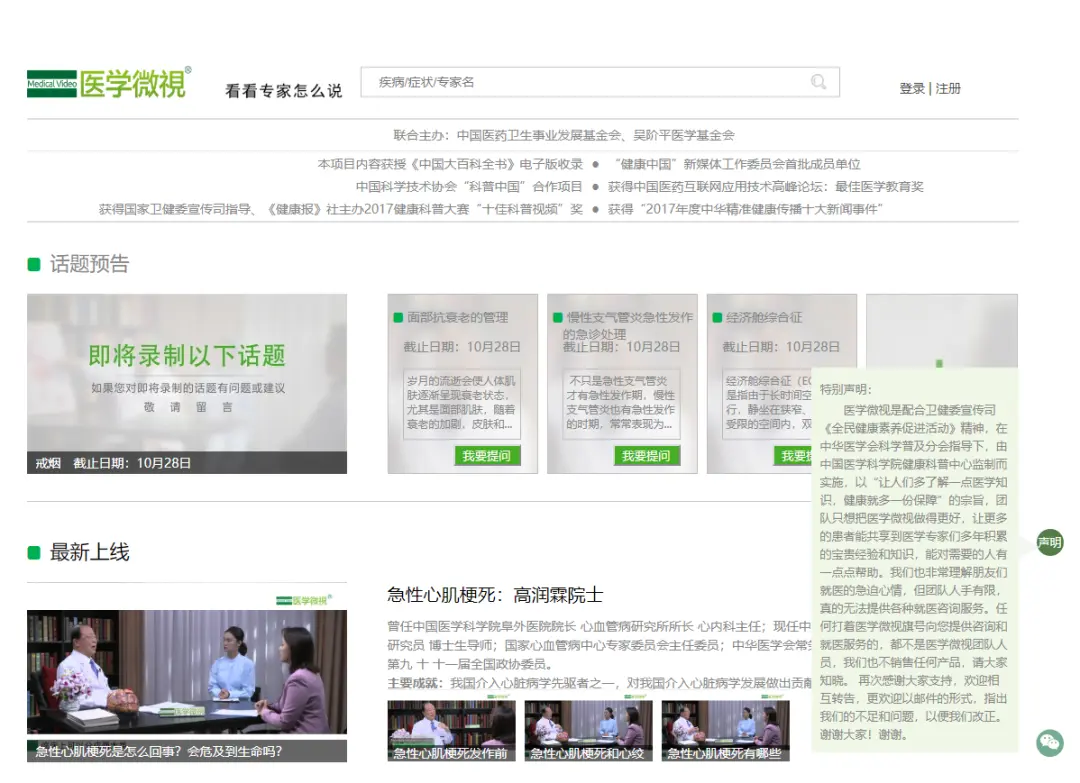 Medical Video 医学微視®
看看专家怎么说
疾病/症状/专家名
登录 | 注册
联合主办：中国医药卫生事业发展基金会、吴阶平医学基金会
本项目内容获授《中国大百科全书》电子版收录 ● “健康中国”新媒体工作委员会首批成员单位
中国科学技术协会“科普中国”合作项目 ● 获得中国医药互联网应用技术高峰论坛：最佳医学教育奖
获得国家卫健委宣传司指导、《健康报》社主办2017健康科普大赛“十佳科普视频”奖 ● 获得“2017年度中华精准健康传播十大新闻事件”
话题预告
即将录制以下话题
如果您对即将录制的话题有问题或建议
敬 请 留 言
戒烟 截止日期：10月28日
面部抗衰老的管理
截止日期：10月28日
岁月的流逝会使人体肌
肤逐渐呈现衰老状态，
尤其是面部肌肤，随着
衰老的加剧，皮肤和...
我要提问
慢性支气管炎急性发作
的急诊处理
截止日期：10月28日
不只是急性支气管炎
才有急性发作期，慢性
支气管炎也有急性发作
的时期，常常表现为...
我要提问
经济舱综合征
截止日期：10月28日
经济舱综合征（EC
是指由于长时间空
行，静坐在狭窄、
受限的空间内，双
我要提
特别声明：
医学微视是配合卫健委宣传司
《全民健康素养促进活动》精神，在
中华医学会科学普及分会指导下，由
中国医学科学院健康科普中心监制而
实施，以“让人们多了解一点医学知
识，健康就多一份保障”的宗旨，团
队只想把医学微视做得更好，让更多
的患者能共享到医学专家们多年积累
的宝贵经验和知识，能对需要的人有
一点点帮助。我们也非常理解朋友们
就医的急迫心情，但团队人手有限，
真的无法提供各种就医咨询服务。任
何打着医学微视旗号向您提供咨询和
就医服务的，都不是医学微视团队人
员，我们也不销售任何产品，请大家
知晓。 再次感谢大家支持，欢迎相
互转告，更欢迎以邮件的形式，指出
我们的不足和问题，以便我们改正。
谢谢大家！谢谢。
声明
最新上线
医学微視
急性心肌梗死是怎么回事？会危及到生命吗？
急性心肌梗死：高润霖院士
曾任中国医学科学院阜外医院院长 心血管病研究所所长 心内科主任；现任中
研究员 博士生导师；国家心血管病中心专家委员会主任委员；中华医学会常
第九 十 十一届全国政协委员。
主要成就：我国介入心脏病学先驱者之一，对我国介入心脏病学发展做出贡献
急性心肌梗死发作前
急性心肌梗死和心绞
急性心肌梗死有哪些